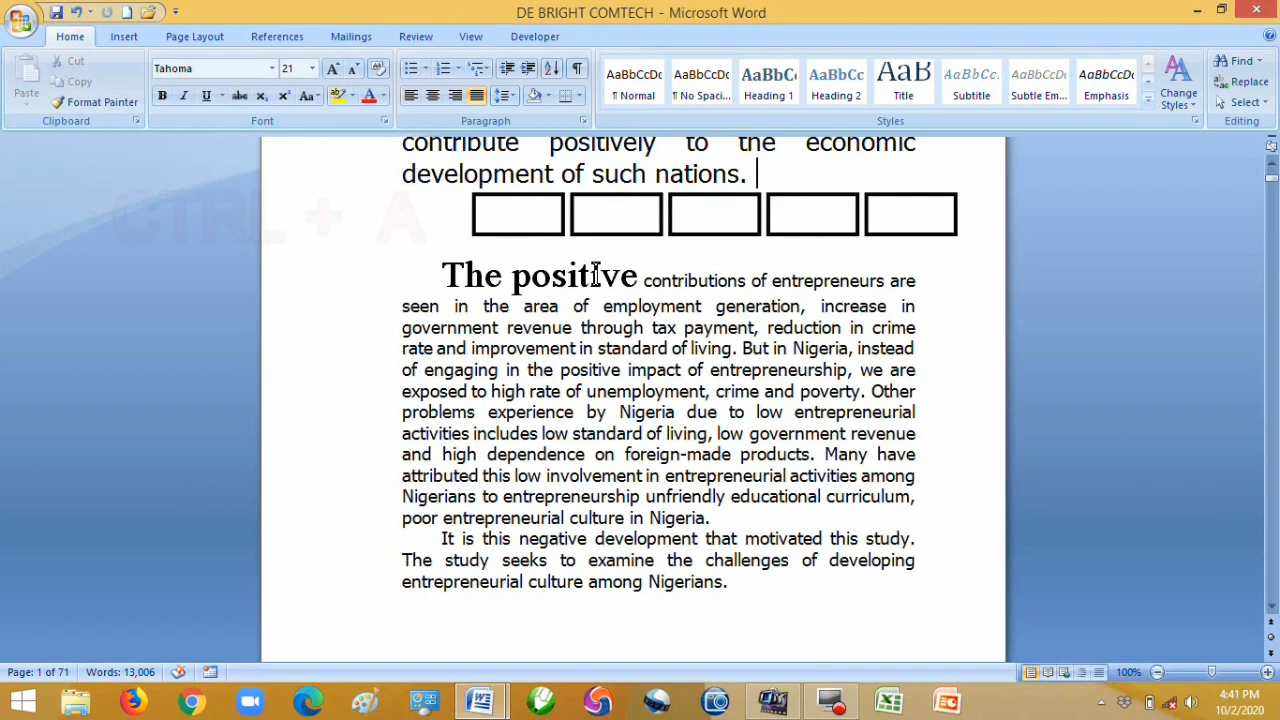 DE BRIGHT COMTECH - Microsoft Word
Home Insert Page Layout References Mailings Review View Developer
Cut
Copy
Format Painter
Paste
Clipboard
Tahoma 21
B I U abc X₂ X² Aa
Font
Paragraph
AaBbCcDc AaBbCcDc AaBbC AaBbCc AaB AaBbCc. AaBbCcDc AaBbCcDc
¶ Normal ¶ No Spaci... Heading 1 Heading 2 Title Subtitle Subtle Em... Emphasis
Change Styles
Styles
Find
Replace
Select
Editing
contribute positively to the economic
development of such nations.
CTRL + A
The positive contributions of entrepreneurs are
seen in the area of employment generation, increase in
government revenue through tax payment, reduction in crime
rate and improvement in standard of living. But in Nigeria, instead
of engaging in the positive impact of entrepreneurship, we are
exposed to high rate of unemployment, crime and poverty. Other
problems experience by Nigeria due to low entrepreneurial
activities includes low standard of living, low government revenue
and high dependence on foreign-made products. Many have
attributed this low involvement in entrepreneurial activities among
Nigerians to entrepreneurship unfriendly educational curriculum,
poor entrepreneurial culture in Nigeria.
It is this negative development that motivated this study.
The study seeks to examine the challenges of developing
entrepreneurial culture among Nigerians.
Page: 1 of 71 Words: 13,006 100%
4:41 PM
10/2/2020